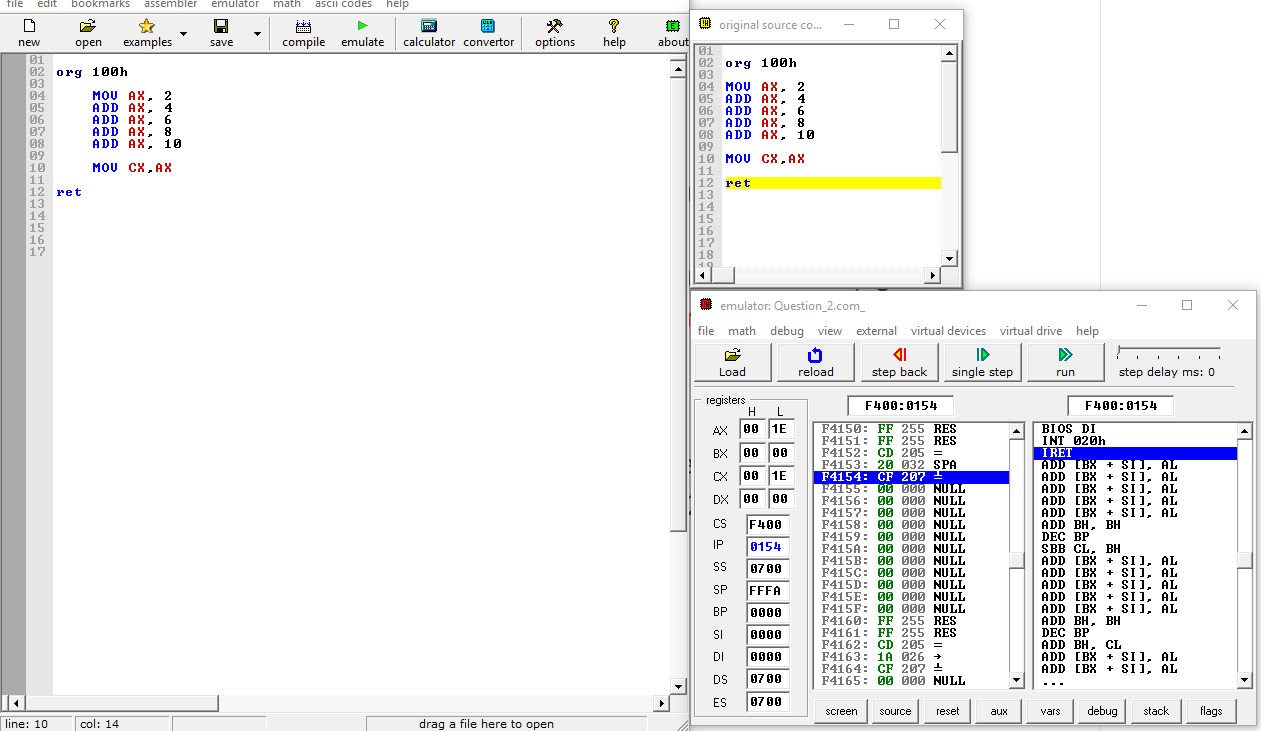 file edit bookmarks assembler emulator math ascii codes help
new open examples save compile emulate calculator convertor options help about
01
02 org 100h
03
04 MOV AX, 2
05 ADD AX, 4
06 ADD AX, 6
07 ADD AX, 8
08 ADD AX, 10
09
10 MOV CX,AX
11
12 ret
13
14
15
16
17
line: 10 col: 14 drag a file here to open
original source co...
01
02 org 100h
03
04 MOV AX, 2
05 ADD AX, 4
06 ADD AX, 6
07 ADD AX, 8
08 ADD AX, 10
09
10 MOV CX,AX
11
12 ret
13
14
15
16
17
18
19
emulator: Question_2.com_
file math debug view external virtual devices virtual drive help
Load reload step back single step run step delay ms: 0
registers
H L
AX 00 1E
BX 00 00
CX 00 1E
DX 00 00
CS F400
IP 0154
SS 0700
SP FFFA
BP 0000
SI 0000
DI 0000
DS 0700
ES 0700
F400:0154
F4150: FF 255 RES
F4151: FF 255 RES
F4152: CD 205 =
F4153: 20 032 SPA
F4154: CF 207 ╧
F4155: 00 000 NULL
F4156: 00 000 NULL
F4157: 00 000 NULL
F4158: 00 000 NULL
F4159: 00 000 NULL
F415A: 00 000 NULL
F415B: 00 000 NULL
F415C: 00 000 NULL
F415D: 00 000 NULL
F415E: 00 000 NULL
F415F: 00 000 NULL
F4160: FF 255 RES
F4161: FF 255 RES
F4162: CD 205 =
F4163: 1A 026 →
F4164: CF 207 ╧
F4165: 00 000 NULL
F400:0154
BIOS DI
INT 020h
IRET
ADD [BX + SI], AL
ADD [BX + SI], AL
ADD [BX + SI], AL
ADD [BX + SI], AL
ADD [BX + SI], AL
ADD BH, BH
DEC BP
SBB CL, BH
ADD [BX + SI], AL
ADD [BX + SI], AL
ADD [BX + SI], AL
ADD [BX + SI], AL
ADD [BX + SI], AL
ADD BH, BH
DEC BP
ADD BH, CL
ADD [BX + SI], AL
ADD [BX + SI], AL
...
screen source reset aux vars debug stack flags